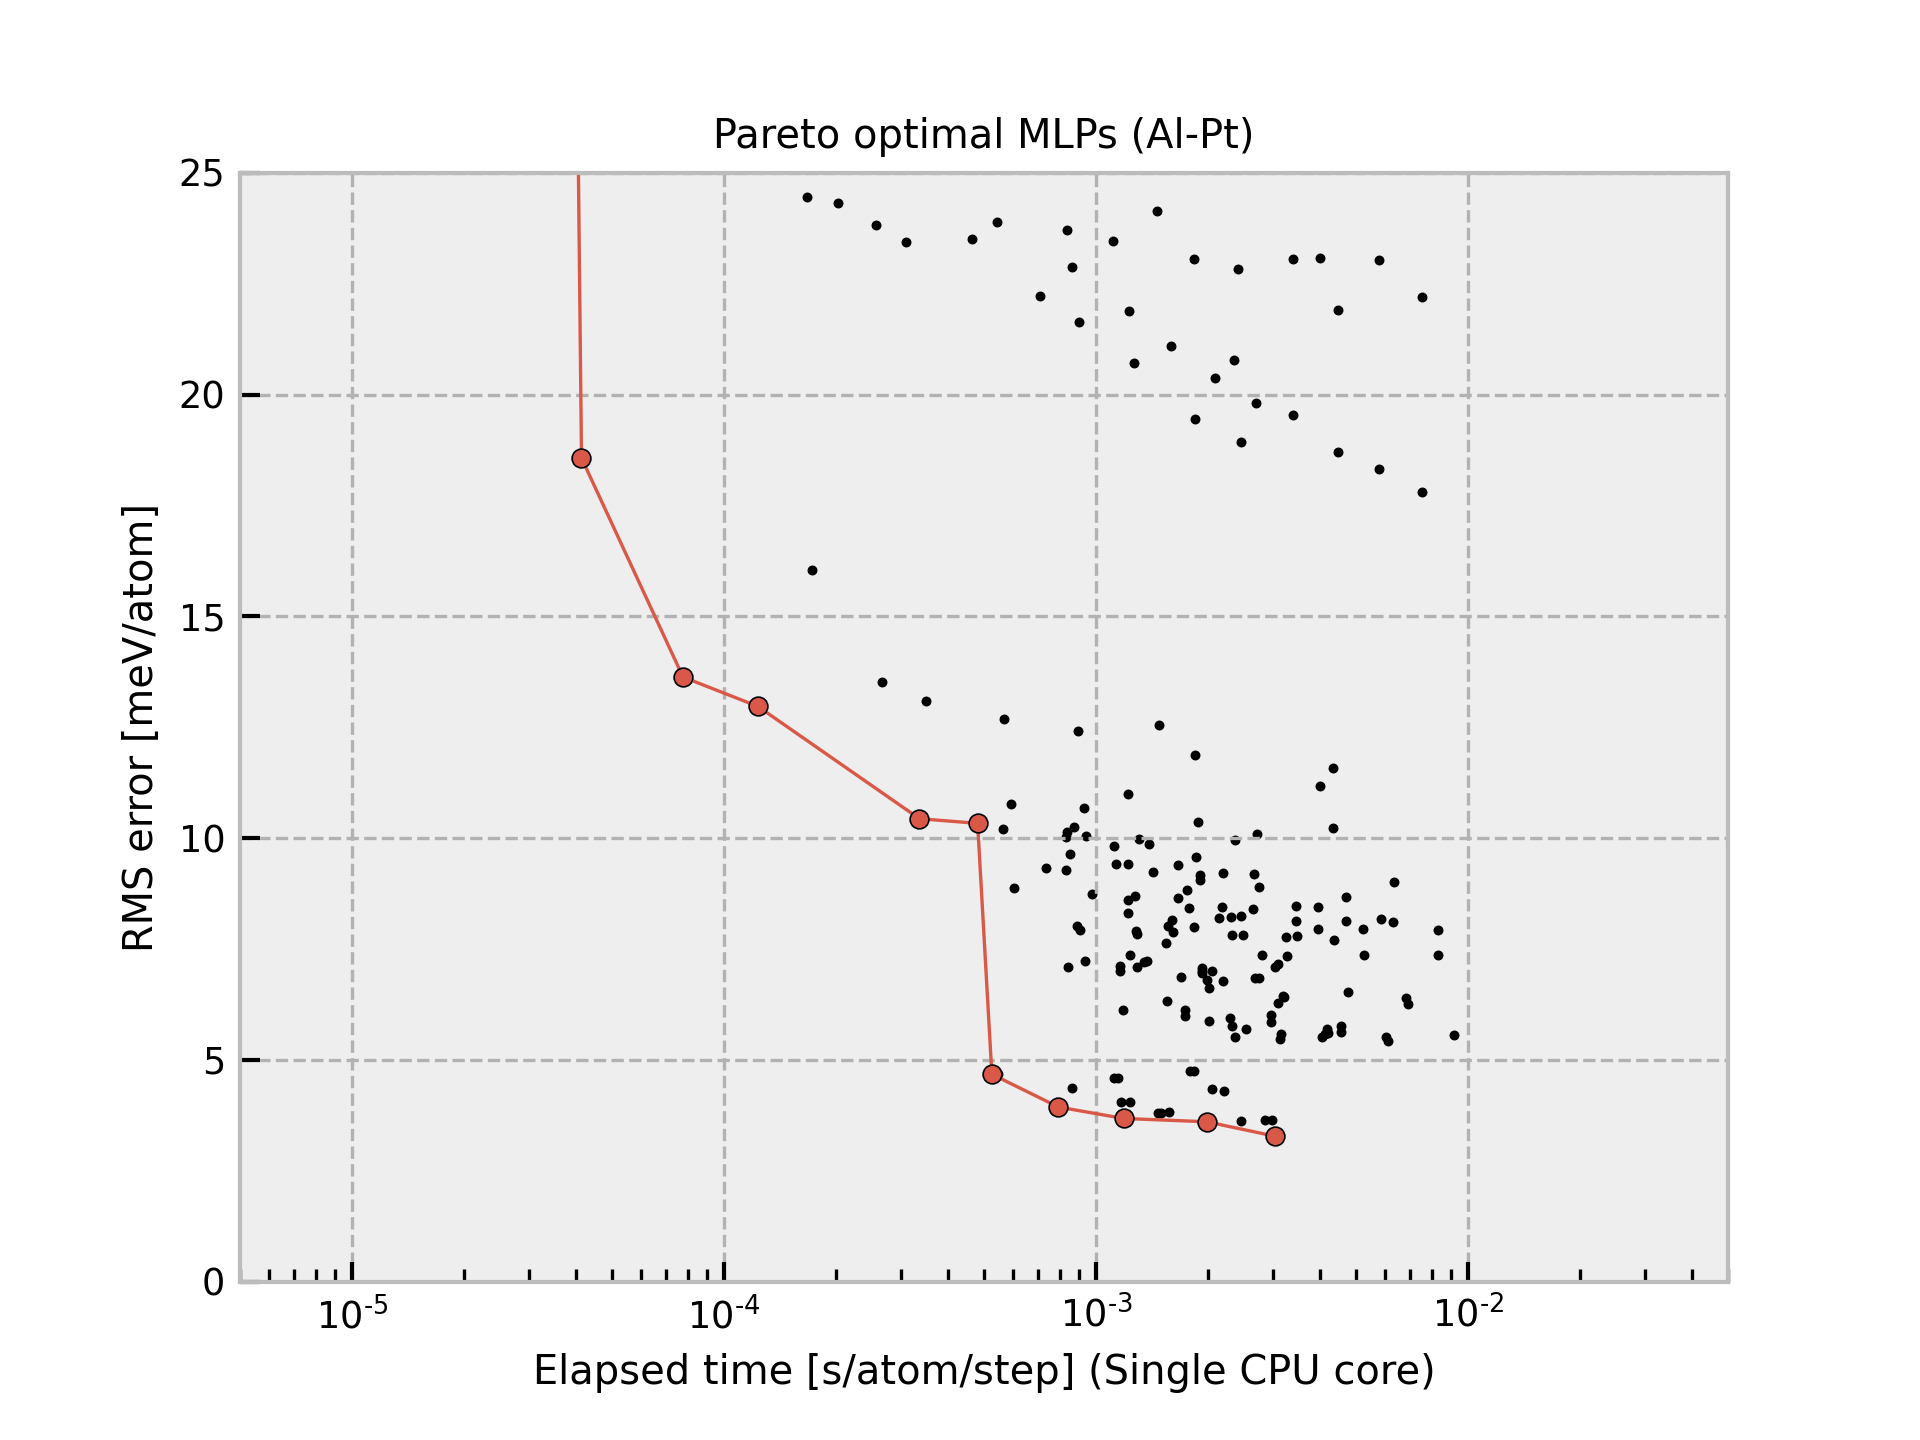 Pareto optimal MLPs (Al-Pt)
25
20
15
10
5
0
RMS error [meV/atom]
10-5 10-4 10-3 10-2
Elapsed time [s/atom/step] (Single CPU core)